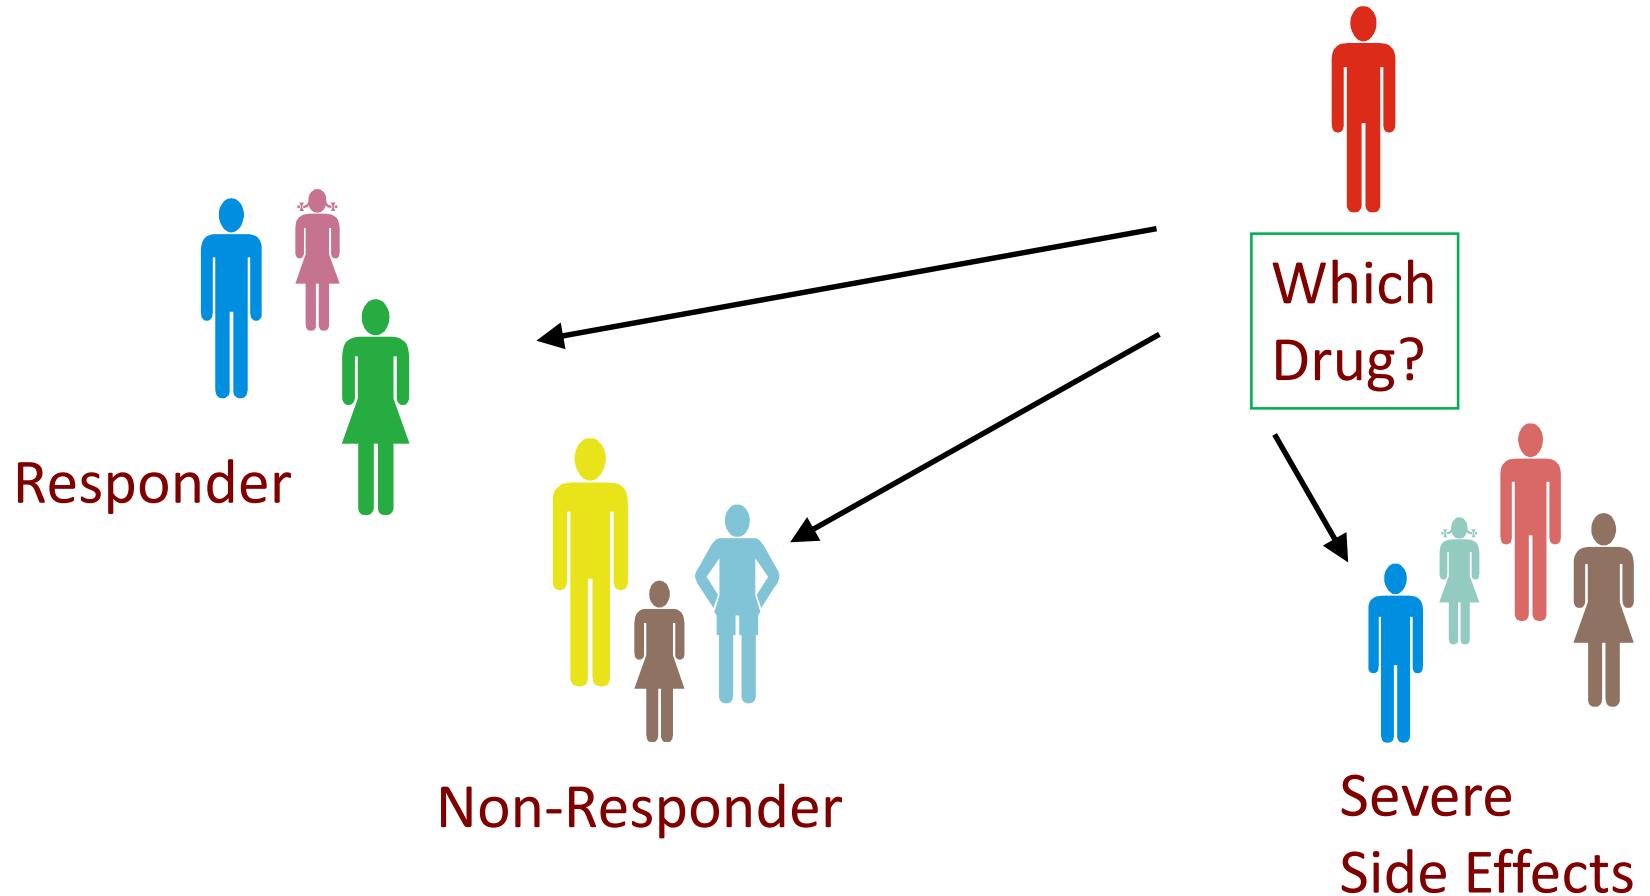 Which
Drug?
Responder
Non-Responder
Severe
Side Effects